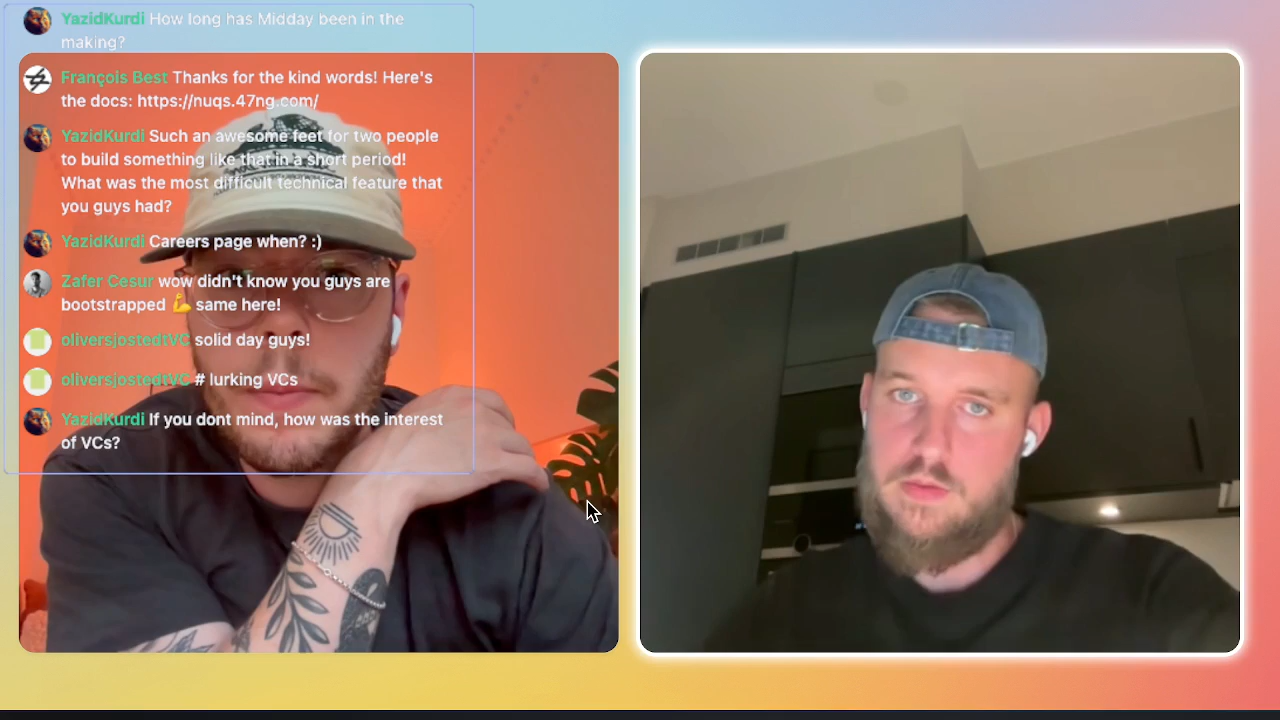 YazidKurdi How long has Midday been in the
making?
François Best Thanks for the kind words! Here's
the docs: https://nuqs.47ng.com/
YazidKurdi Such an awesome feet for two people
to build something like that in a short period!
What was the most difficult technical feature that
you guys had?
YazidKurdi Careers page when? :)
Zafer Cesur wow didn't know you guys are
bootstrapped 💪 same here!
oliversjostedtVC solid day guys!
oliversjostedtVC # lurking VCs
YazidKurdi If you dont mind, how was the interest
of VCs?